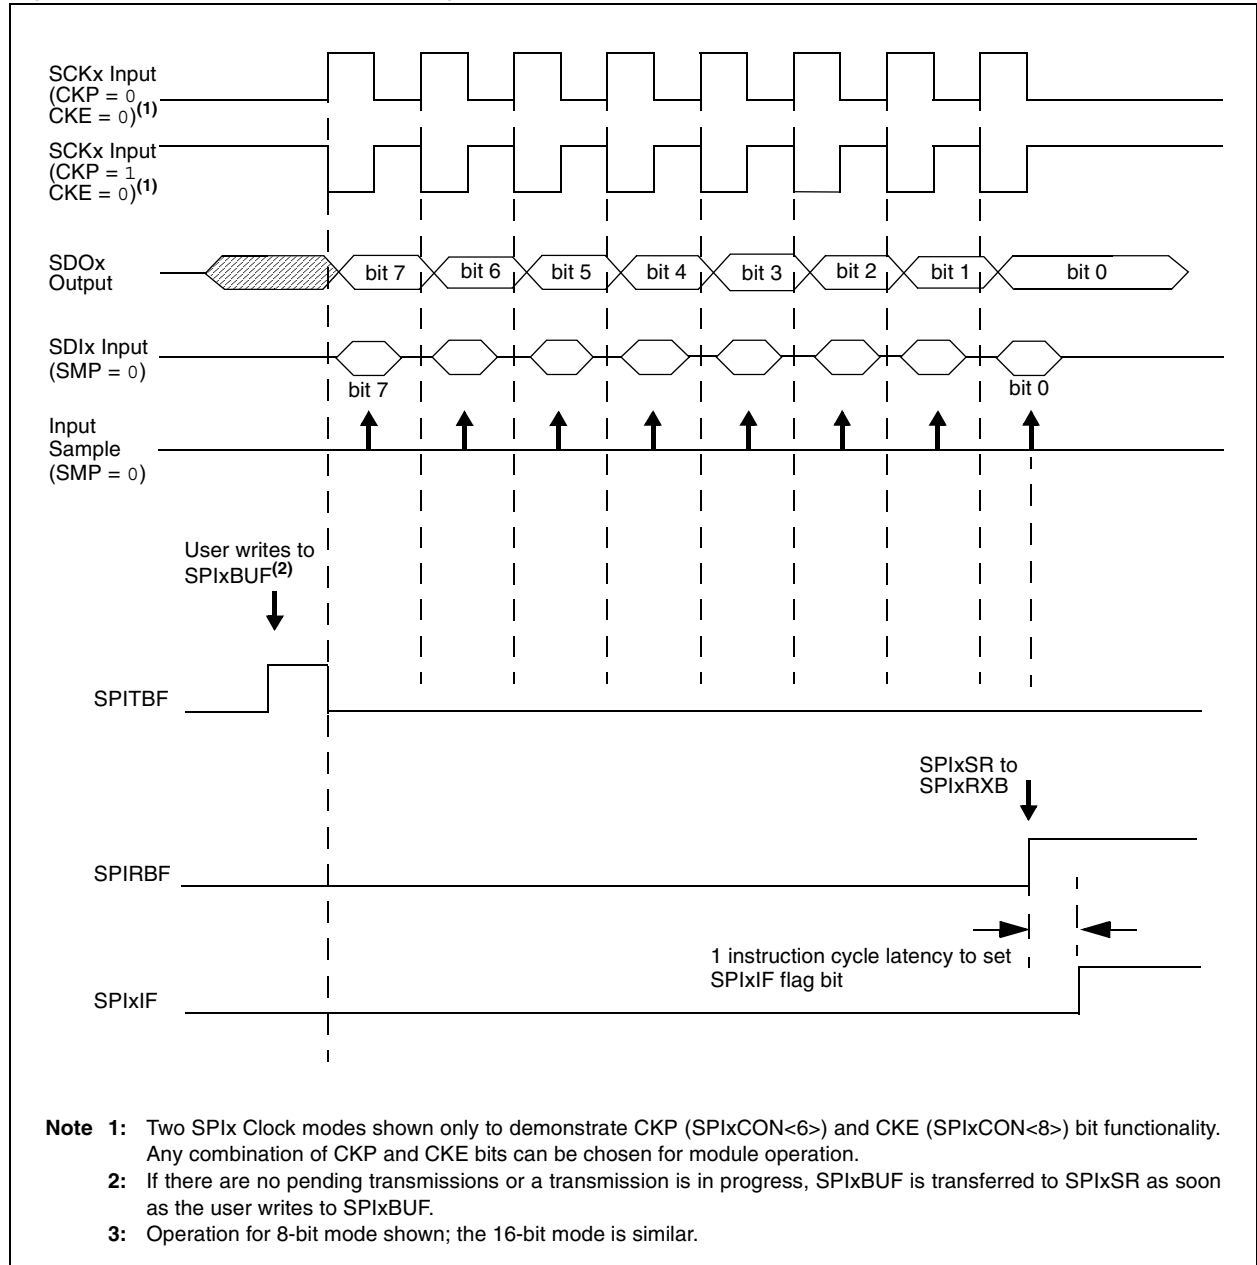 SCKx Input
(CKP = 0
CKE = 0)(1)
SCKx Input
(CKP = 1
CKE = 0)(1)
SDOx
Output
bit 7
bit 6
bit 5
bit 4
bit 3
bit 2
bit 1
bit 0
SDIx Input
(SMP = 0)
bit 7
bit 0
Input
Sample
(SMP = 0)
User writes to
SPIxBUF(2)
SPITBF
SPIxSR to
SPIxRXB
SPIRBF
1 instruction cycle latency to set
SPIxIF flag bit
SPIxIF
Note 1: Two SPIx Clock modes shown only to demonstrate CKP (SPIxCON<6>) and CKE (SPIxCON<8>) bit functionality.
Any combination of CKP and CKE bits can be chosen for module operation.
2: If there are no pending transmissions or a transmission is in progress, SPIxBUF is transferred to SPIxSR as soon
as the user writes to SPIxBUF.
3: Operation for 8-bit mode shown; the 16-bit mode is similar.